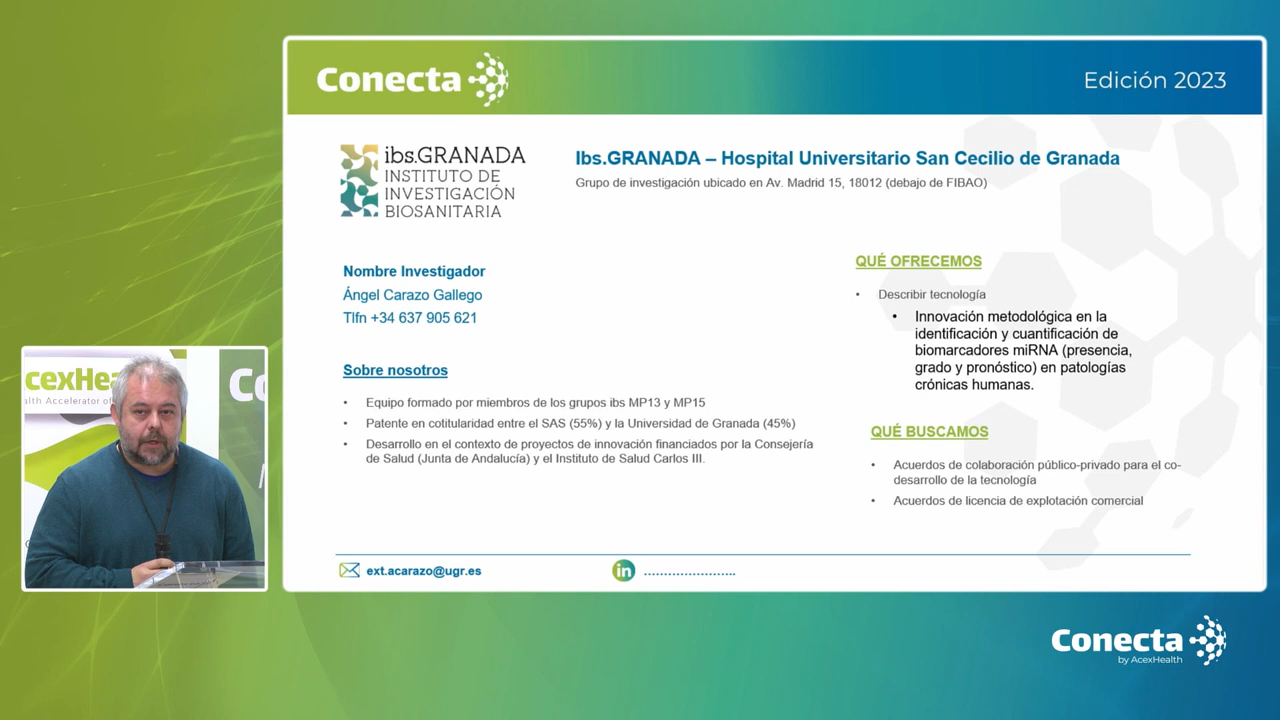 Conecta
Edición 2023
ibs.GRANADA
INSTITUTO DE
INVESTIGACIÓN
BIOSANITARIA
Ibs.GRANADA – Hospital Universitario San Cecilio de Granada
Grupo de investigación ubicado en Av. Madrid 15, 18012 (debajo de FIBAO)
Nombre Investigador
Ángel Carazo Gallego
Tlfn +34 637 905 621
Sobre nosotros
• Equipo formado por miembros de los grupos ibs MP13 y MP15
• Patente en cotitularidad entre el SAS (55%) y la Universidad de Granada (45%)
• Desarrollo en el contexto de proyectos de innovación financiados por la Consejería
de Salud (Junta de Andalucía) y el Instituto de Salud Carlos III.
QUÉ OFRECEMOS
• Describir tecnología
• Innovación metodológica en la
identificación y cuantificación de
biomarcadores miRNA (presencia,
grado y pronóstico) en patologías
crónicas humanas.
QUÉ BUSCAMOS
• Acuerdos de colaboración público-privado para el co-
desarrollo de la tecnología
• Acuerdos de licencia de explotación comercial
ext.acarazo@ugr.es
in ........................
cexHea
alth Accelerator of
Co
Conecta
by AcexHealth